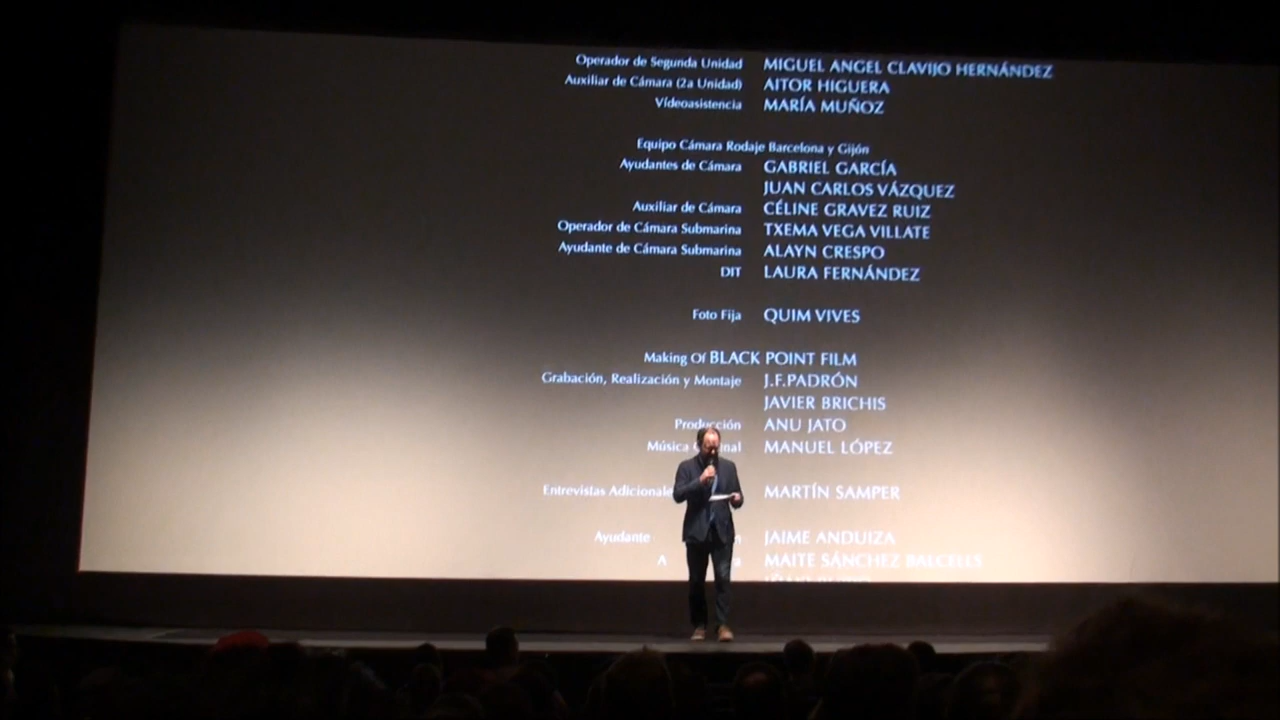 Operador de Segunda Unidad MIGUEL ANGEL CLAVIJO HERNÁNDEZ
Auxiliar de Cámara (2a Unidad) AITOR HIGUERA
Vídeoasistencia MARÍA MUÑOZ
Equipo Cámara Rodaje Barcelona y Gijón
Ayudantes de Cámara GABRIEL GARCÍA
JUAN CARLOS VÁZQUEZ
Auxiliar de Cámara CÉLINE GRAVEZ RUIZ
Operador de Cámara Submarina TXEMA VEGA VILLATE
Ayudante de Cámara Submarina ALAYN CRESPO
DIT LAURA FERNÁNDEZ
Foto Fija QUIM VIVES
Making Of BLACK POINT FILM
Grabación, Realización y Montaje J.F.PADRÓN
JAVIER BRICHIS
Producción ANU JATO
Música MANUEL LÓPEZ
Entrevistas MARTÍN SAMPER
Ayudante JAIME ANDUIZA
MAITE SÁNCHEZ BALCELLS